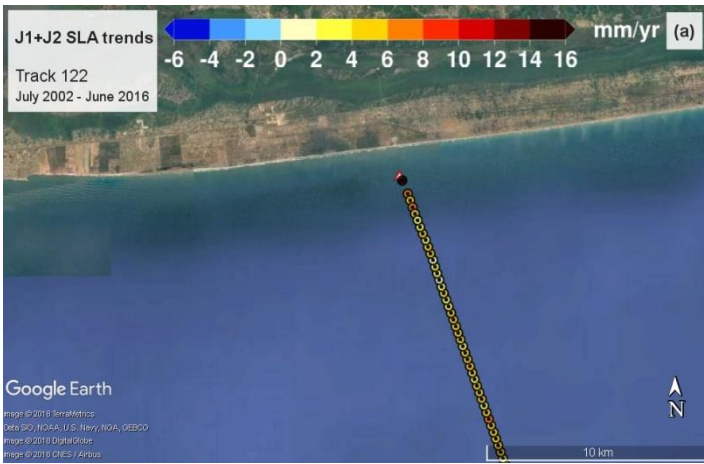 J1+J2 SLA trends
Track 122
July 2002 - June 2016
-6 -4 -2 0 2 4 6 8 10 12 14 16
mm/yr
(a)
Google Earth
Image © 2018 TerraMetrics
Data SIO, NOAA, U.S. Navy, NGA, GEBCO
Image © 2018 DigitalGlobe
Image © 2018 CNES / Airbus
N
10 km